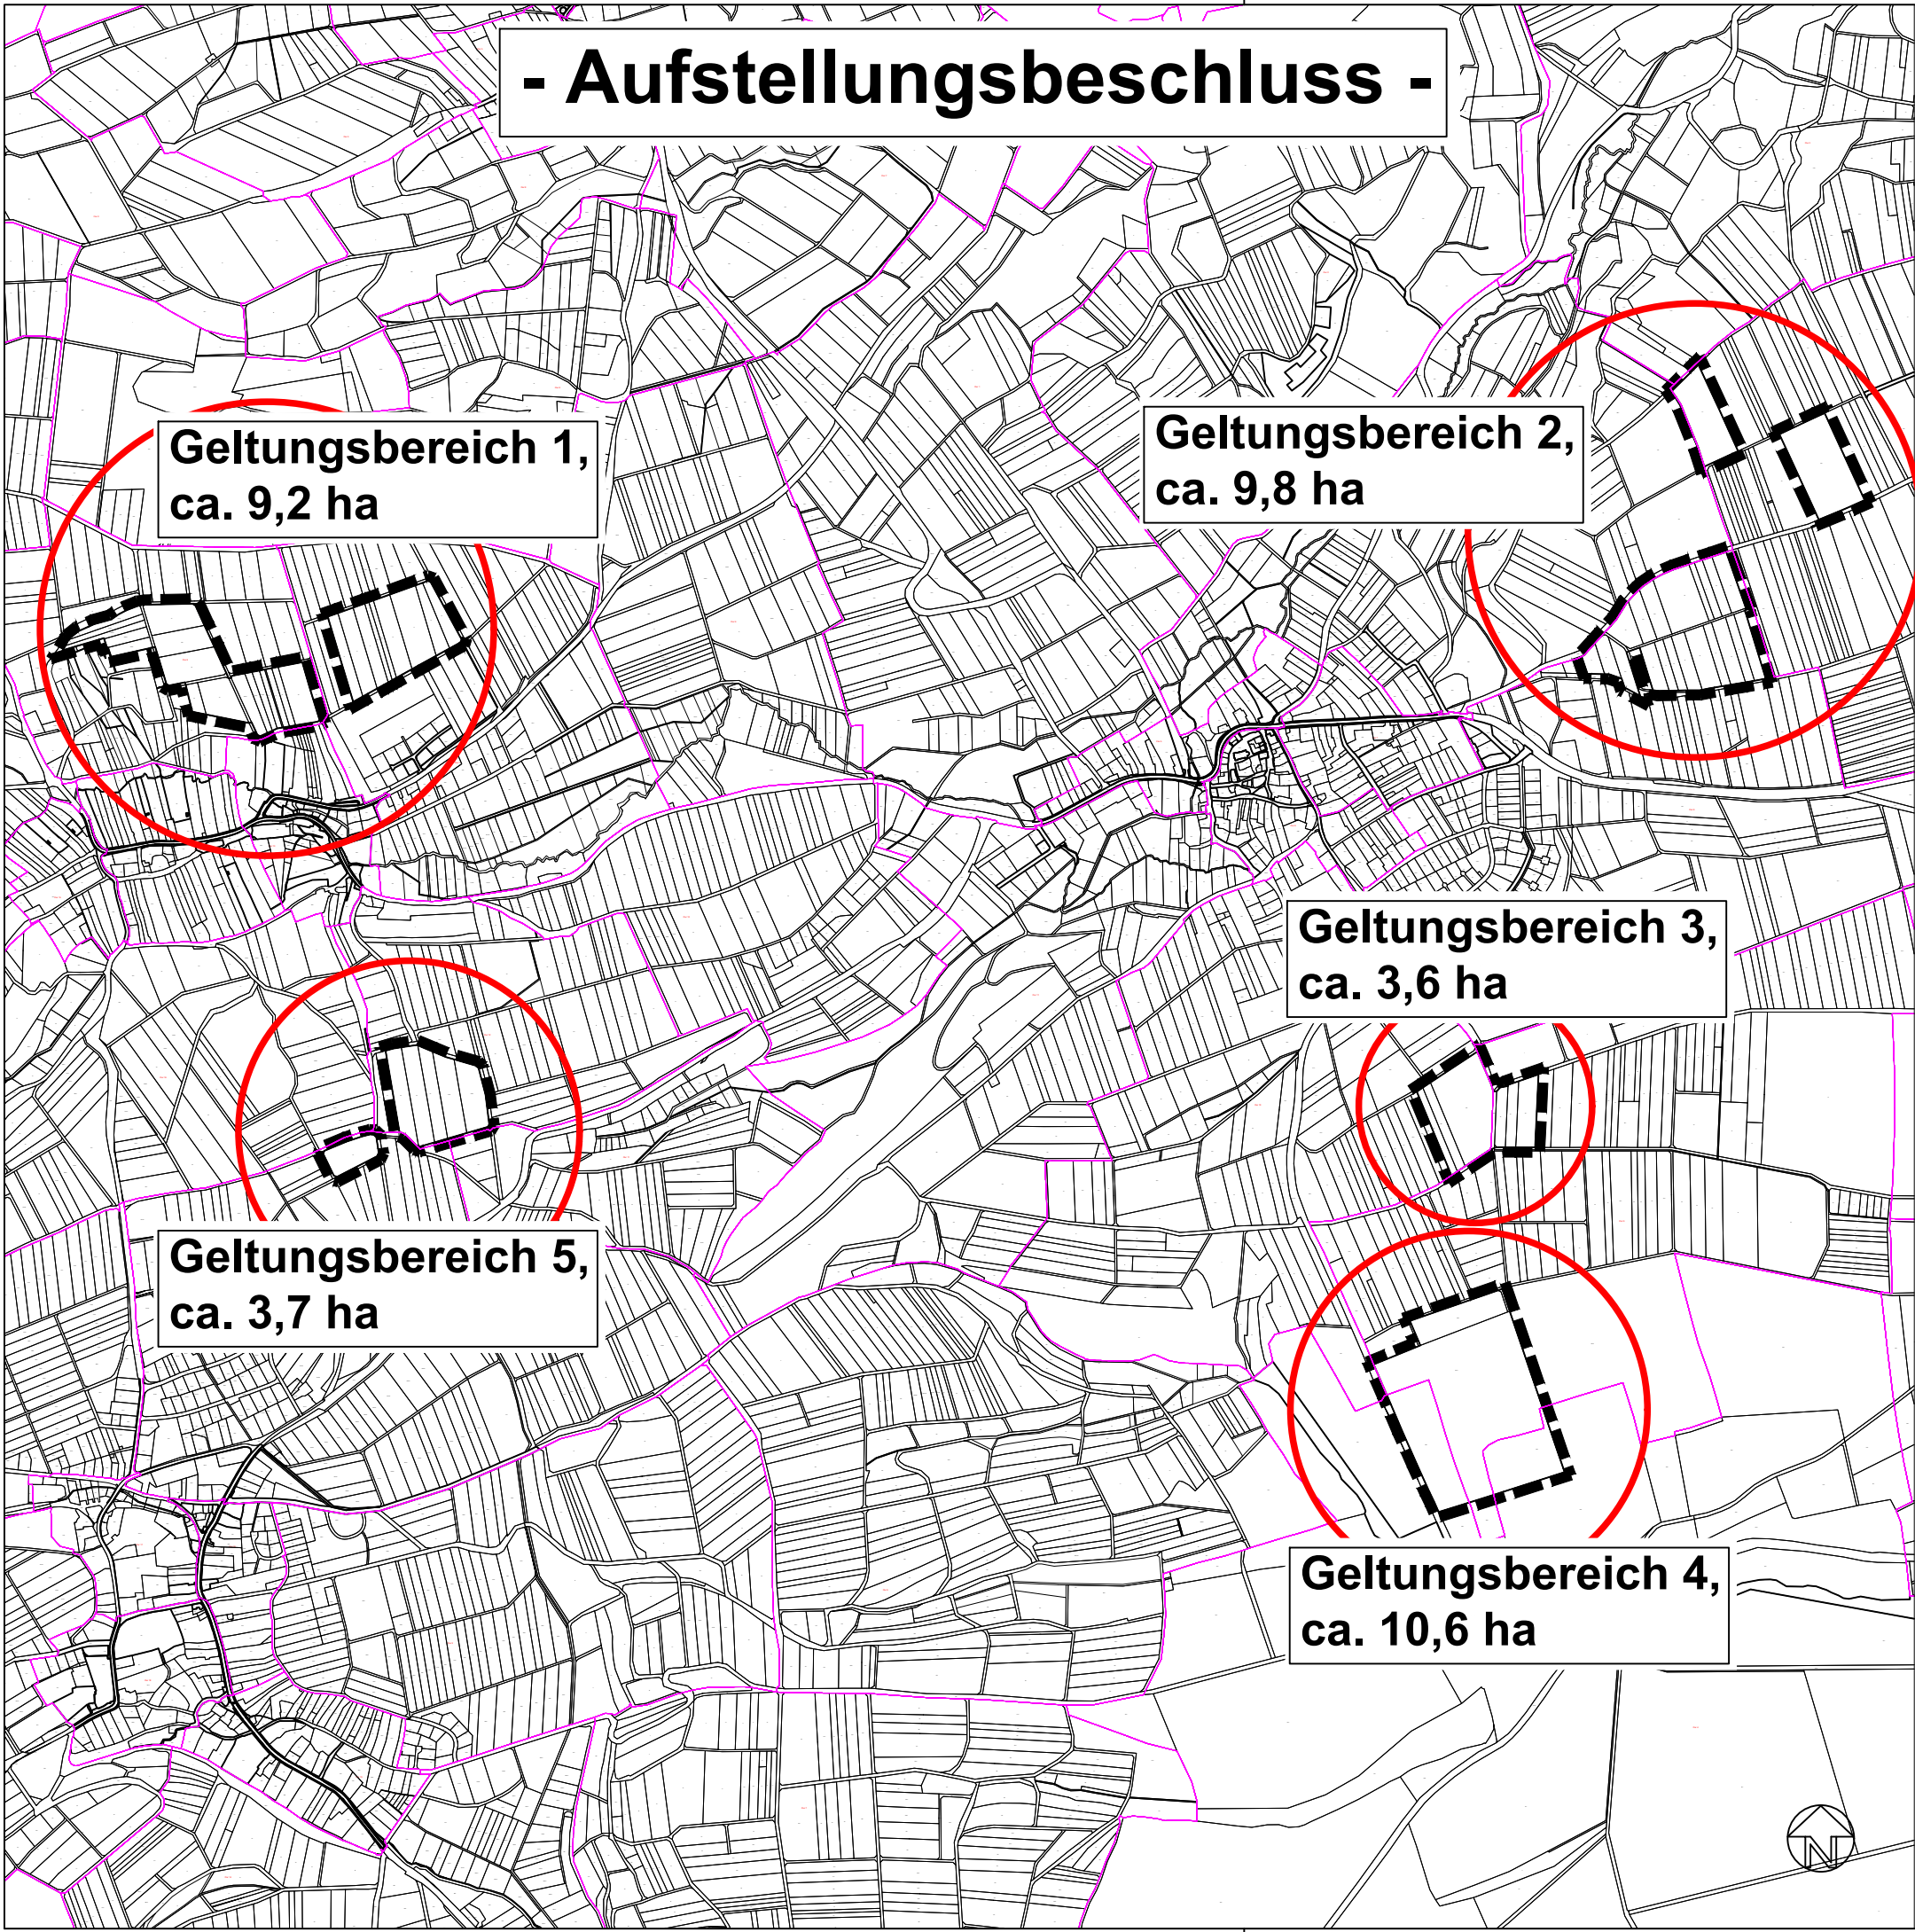 - Aufstellungsbeschluss -
Geltungsbereich 1,
ca. 9,2 ha
Geltungsbereich 2,
ca. 9,8 ha
Geltungsbereich 3,
ca. 3,6 ha
Geltungsbereich 5,
ca. 3,7 ha
Geltungsbereich 4,
ca. 10,6 ha
N